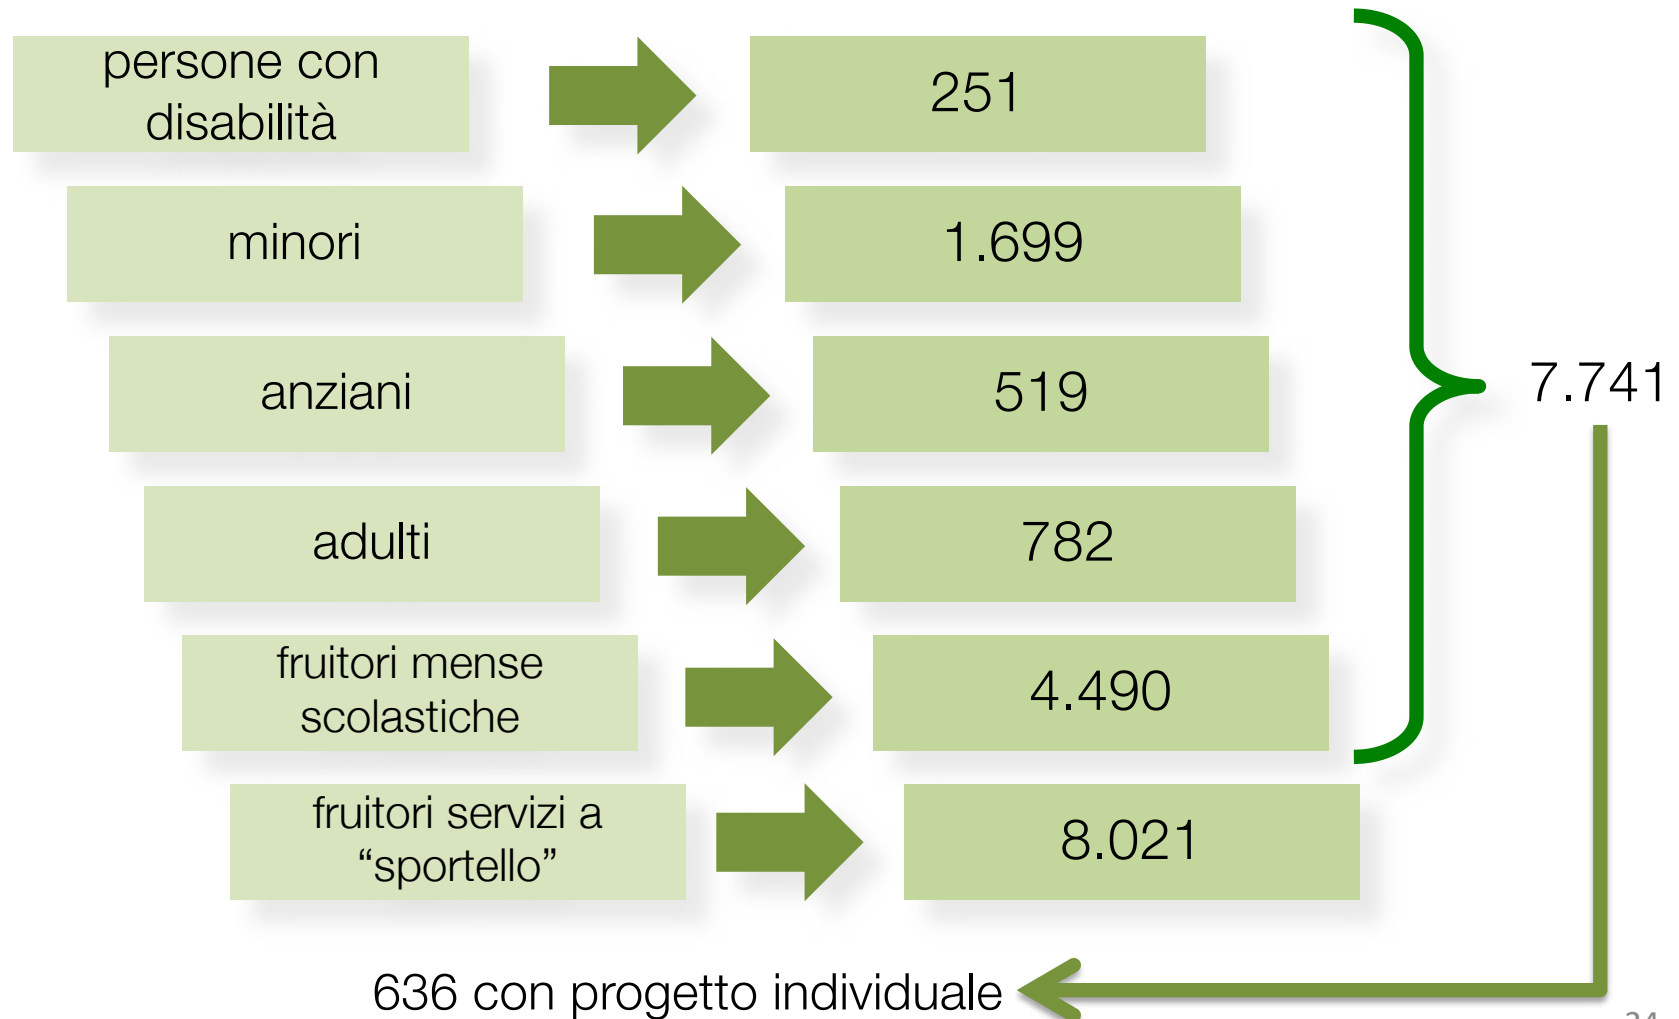 persone con
disabilità
251
minori
1.699
anziani
519
7.741
adulti
782
fruitori mense
scolastiche
4.490
fruitori servizi a
“sportello”
8.021
636 con progetto individuale